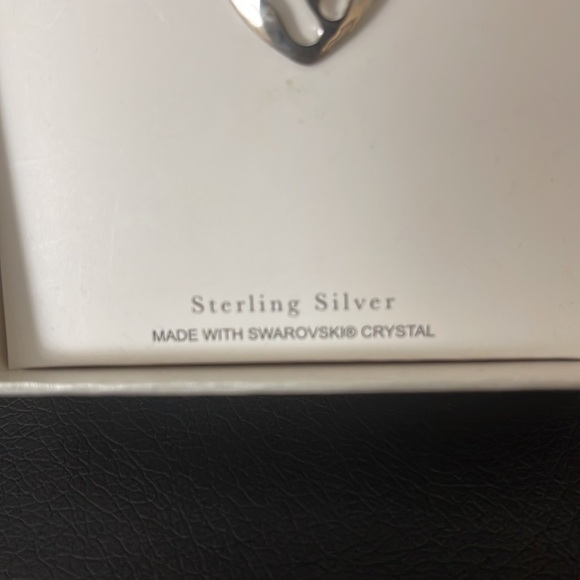 Sterling Silver
MADE WITH SWAROVSKI® CRYSTAL